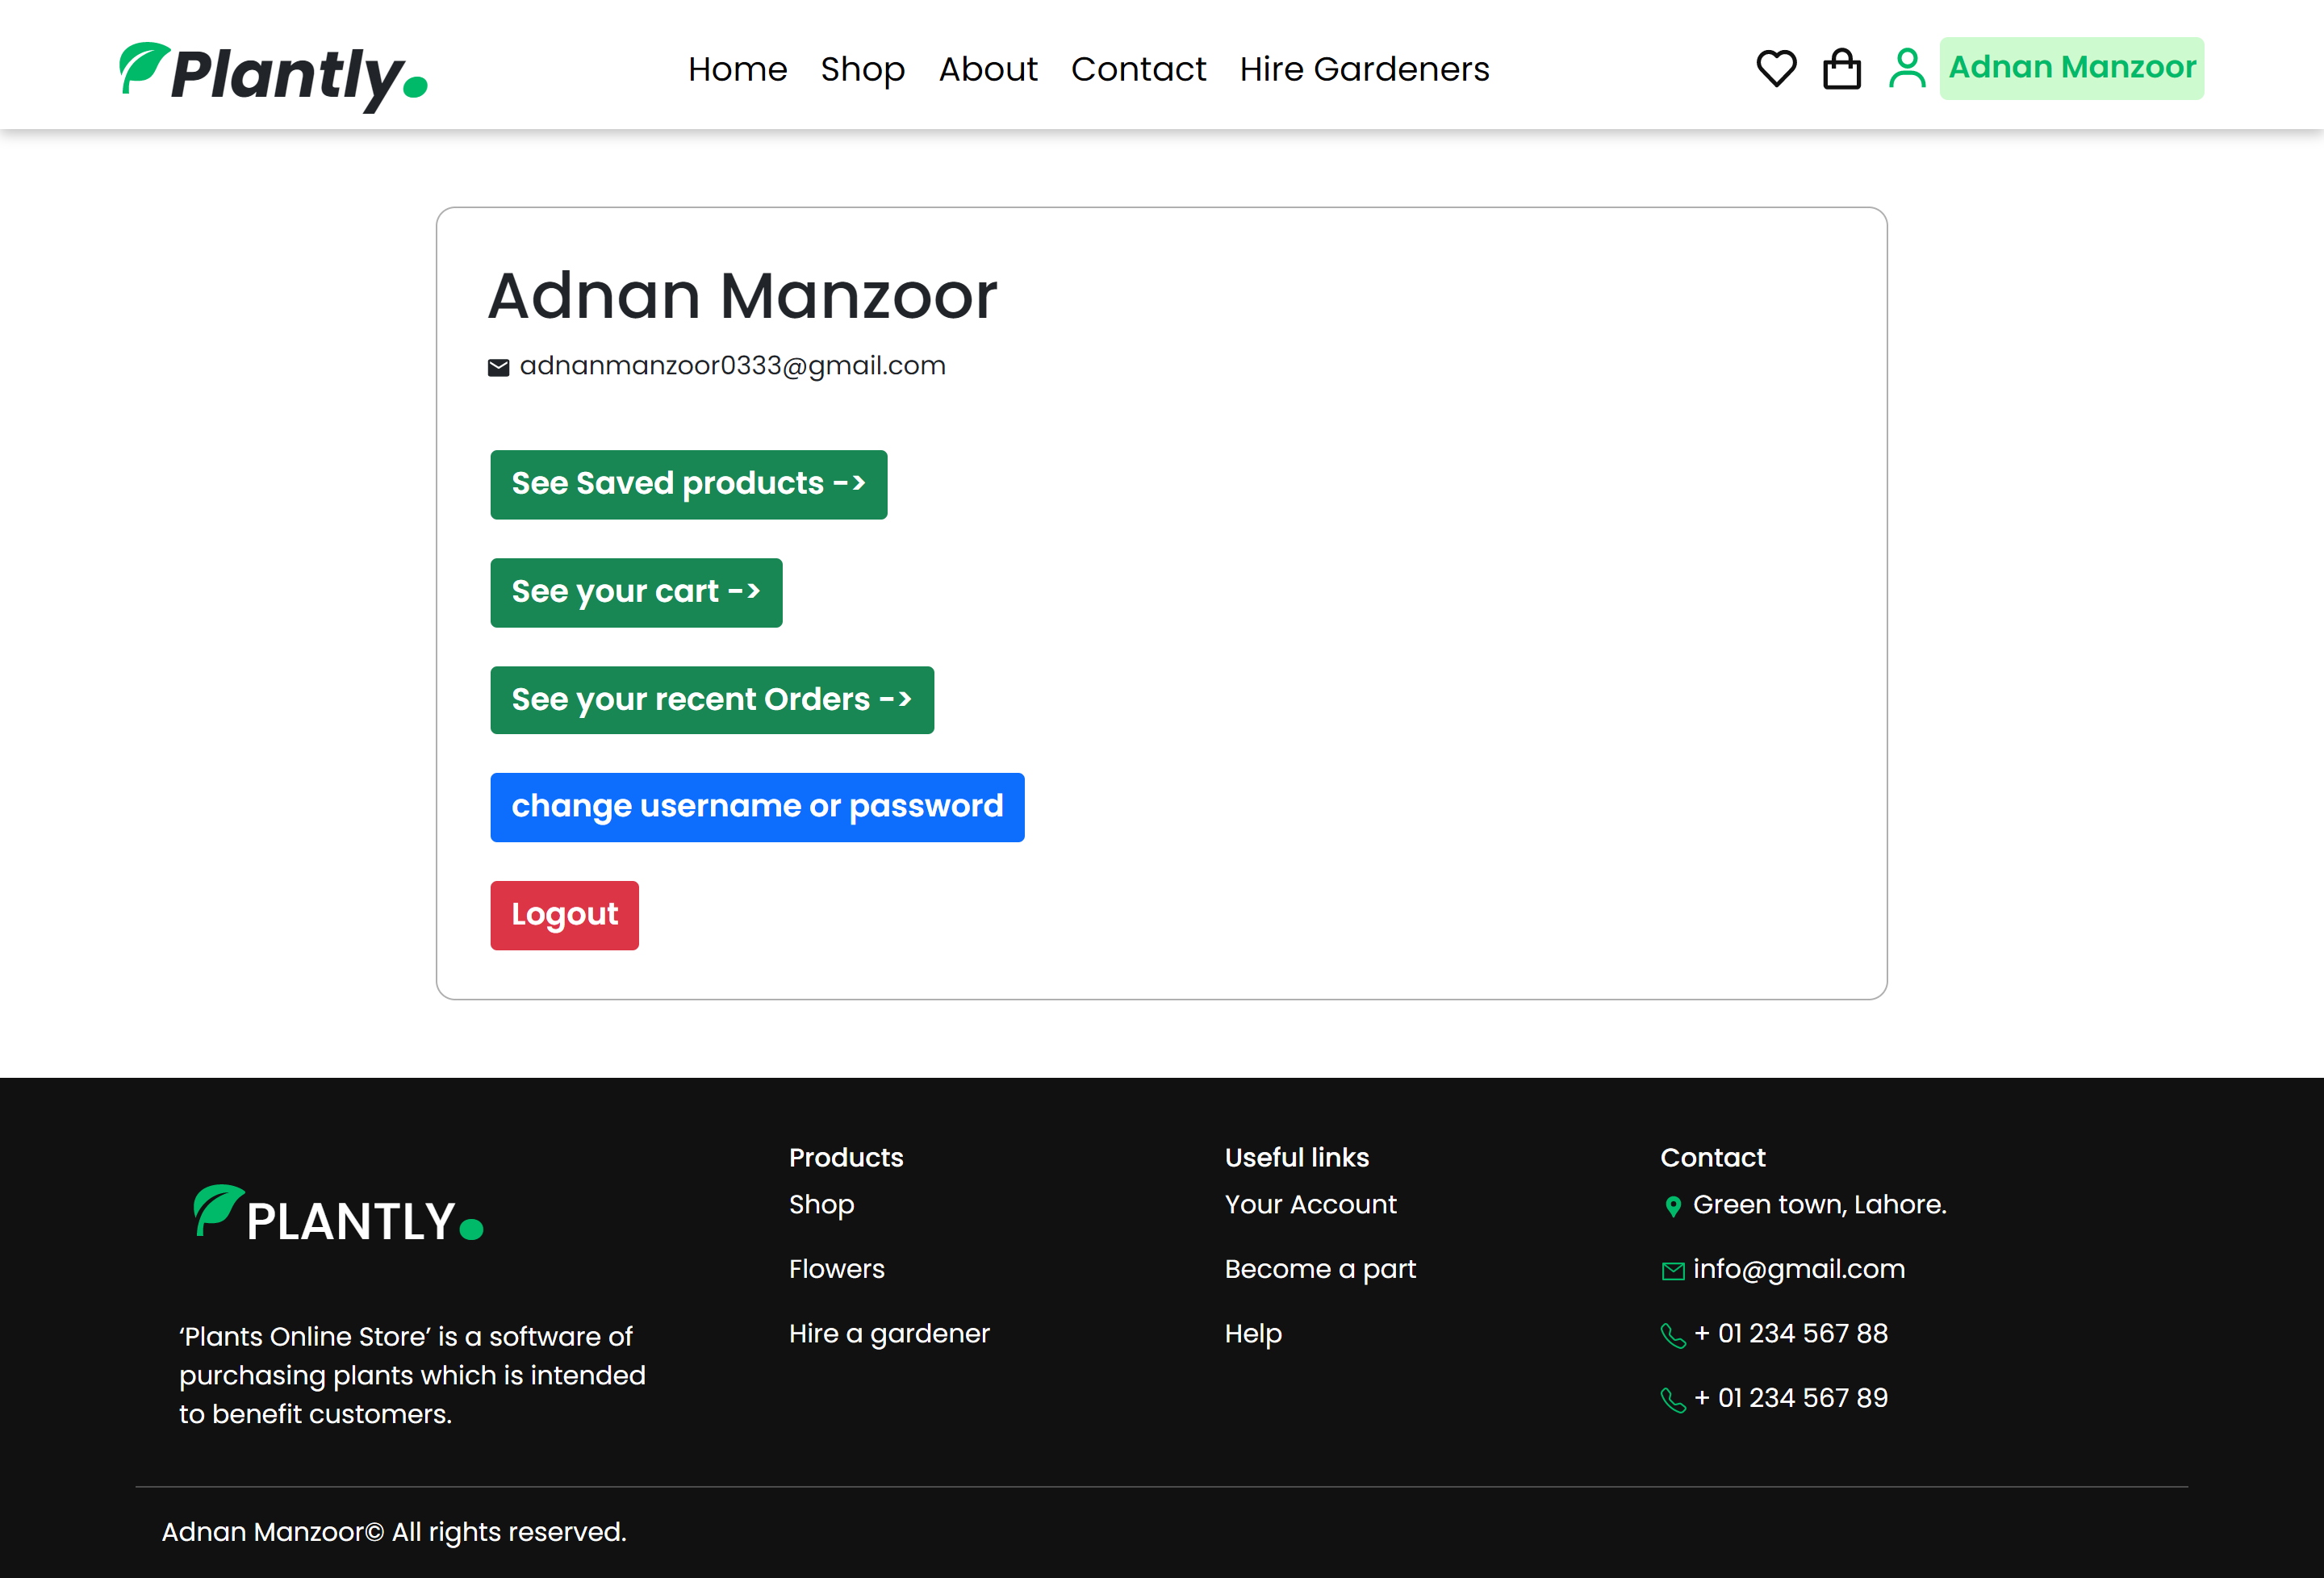 Plantly
Home Shop About Contact Hire Gardeners
Adnan Manzoor
Adnan Manzoor
adnanmanzoor0333@gmail.com
See Saved products ->
See your cart ->
See your recent Orders ->
change username or password
Logout
PLANTLY
‘Plants Online Store’ is a software of
purchasing plants which is intended
to benefit customers.
Products
Shop
Flowers
Hire a gardener
Useful links
Your Account
Become a part
Help
Contact
Green town, Lahore.
info@gmail.com
+ 01 234 567 88
+ 01 234 567 89
Adnan Manzoor© All rights reserved.